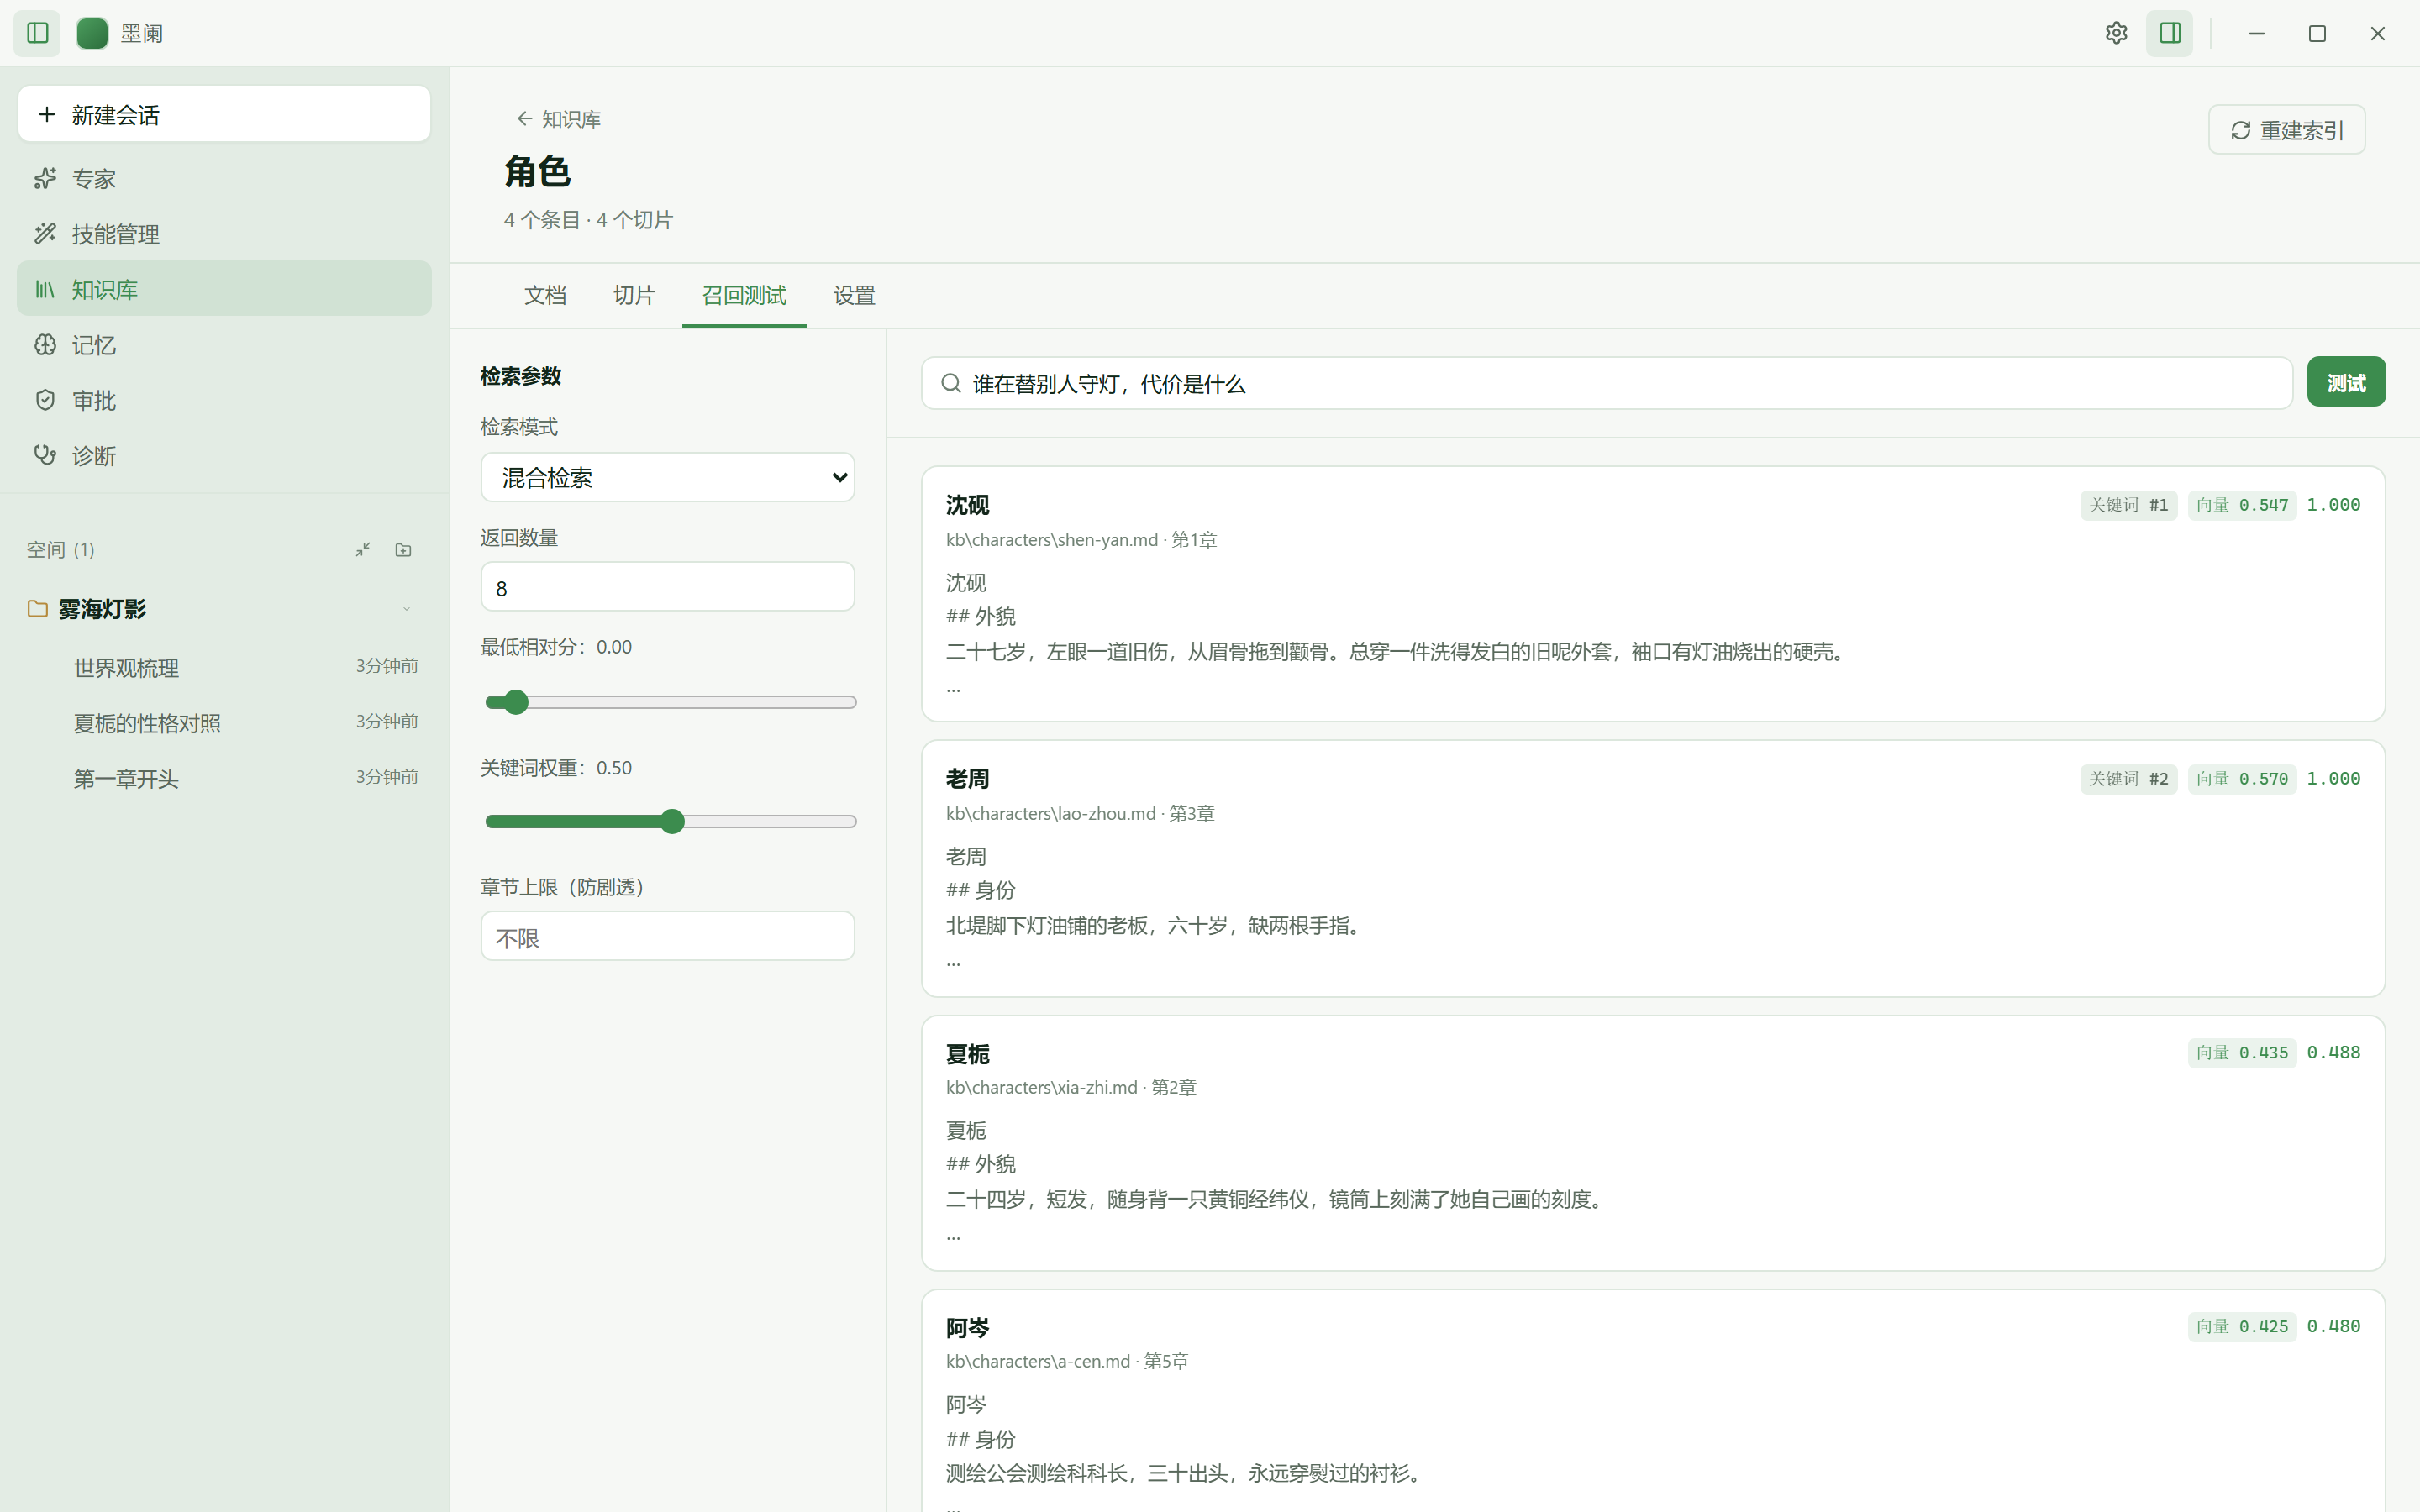 墨阑
新建会话
专家
技能管理
知识库
记忆
审批
诊断
空间 (1)
雾海灯影
世界观梳理 3分钟前
夏栀的性格对照 3分钟前
第一章开头 3分钟前
知识库
角色
4 个条目 · 4 个切片
重建索引
文档 切片 召回测试 设置
检索参数
检索模式
混合检索
返回数量
8
最低相对分：0.00
关键词权重：0.50
章节上限（防剧透）
不限
谁在替别人守灯，代价是什么
测试
沈砚 关键词 #1 向量 0.547 1.000
kb\characters\shen-yan.md · 第1章
沈砚
## 外貌
二十七岁，左眼一道旧伤，从眉骨拖到颧骨。总穿一件洗得发白的旧呢外套，袖口有灯油烧出的硬壳。
...
老周 关键词 #2 向量 0.570 1.000
kb\characters\lao-zhou.md · 第3章
老周
## 身份
北堤脚下灯油铺的老板，六十岁，缺两根手指。
...
夏栀 向量 0.435 0.488
kb\characters\xia-zhi.md · 第2章
夏栀
## 外貌
二十四岁，短发，随身背一只黄铜经纬仪，镜筒上刻满了她自己画的刻度。
...
阿岑 向量 0.425 0.480
kb\characters\a-cen.md · 第5章
阿岑
## 身份
测绘公会测绘科科长，三十出头，永远穿熨过的衬衫。
...